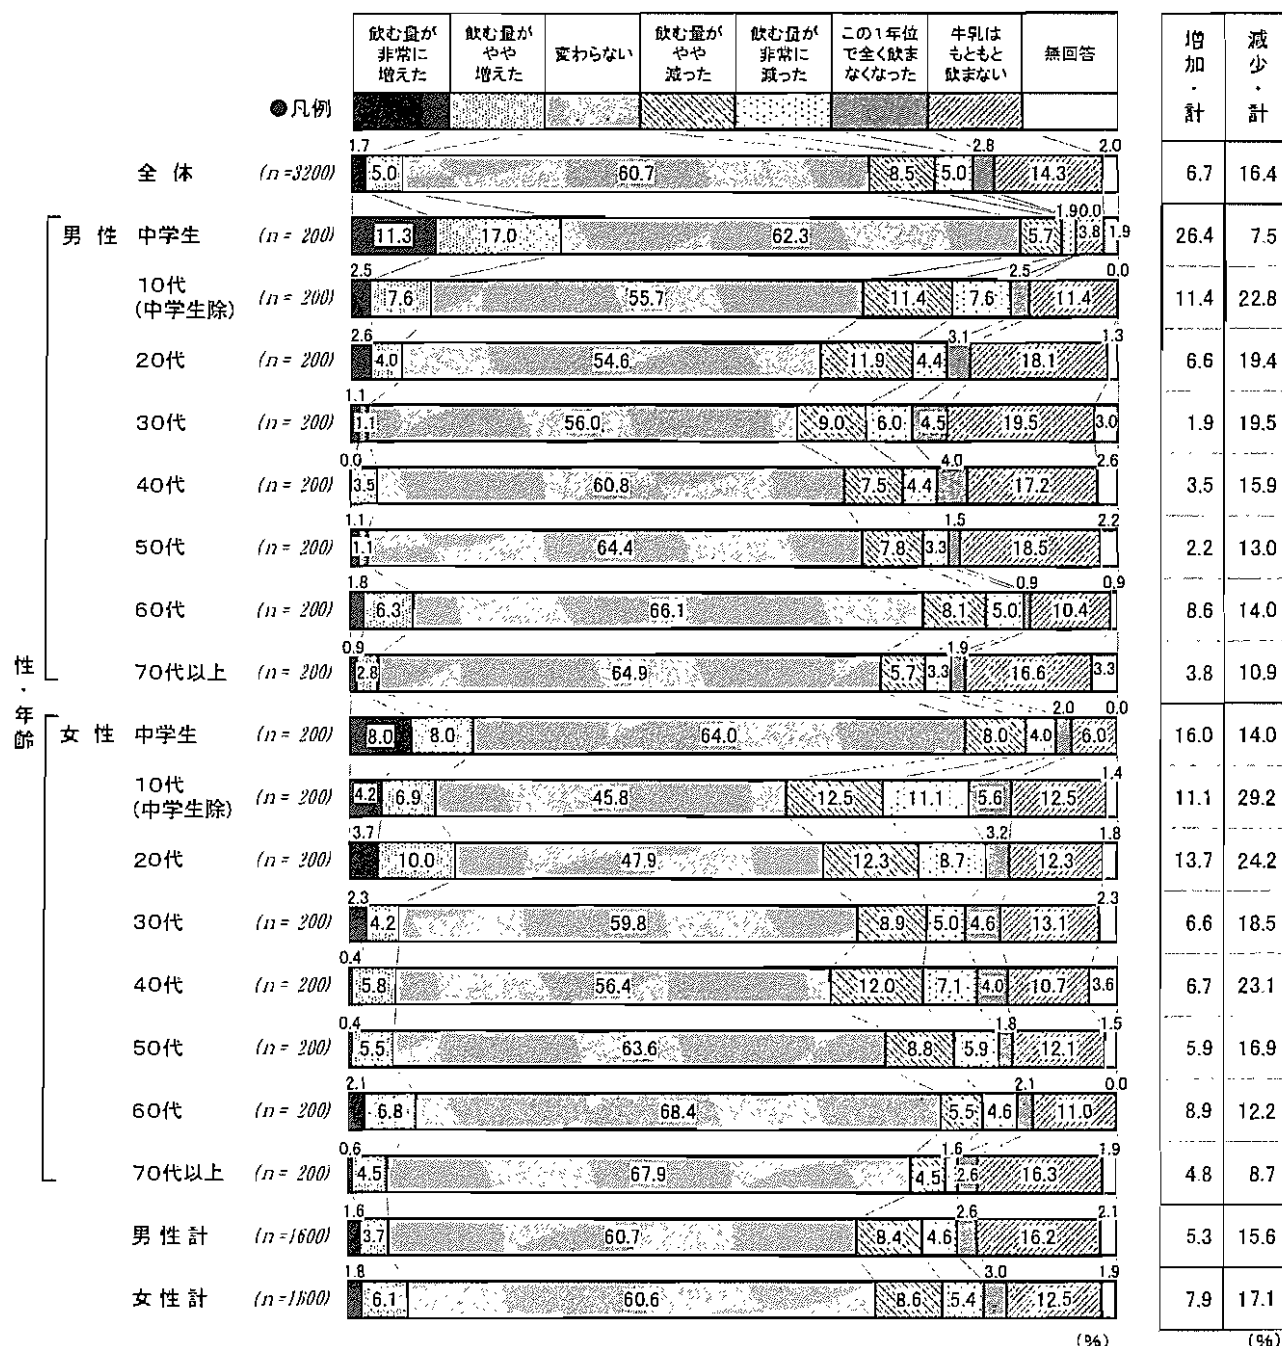 飲む量が 飲む量が 変わらない 飲む量が 飲む量が この1年位 牛乳は 無回答 増加・計 減少・計
非常に やや やや 非常に で全く飲ま もともと
増えた 増えた 減った 減った なくなった 飲まない
●凡例
1.7 2.8 2.0
全体 (n=3200) 5.0 60.7 8.5 5.0 14.3 6.7 16.4
1.9 0.0
男性 中学生 (n= 200) 11.3 17.0 62.3 5.7 3.8 1.9 26.4 7.5
2.5 2.5 0.0
10代 (n= 200) 7.6 55.7 11.4 7.6 11.4 11.4 22.8
(中学生除)
2.6 3.1 1.3
20代 (n= 200) 4.0 54.6 11.9 4.4 18.1 6.6 19.4
1.1
30代 (n= 200) 1.1 56.0 9.0 6.0 4.5 19.5 3.0 1.9 19.5
0.0 4.0 2.6
40代 (n= 200) 3.5 60.8 7.5 4.4 17.2 3.5 15.9
1.1 1.5 2.2
50代 (n= 200) 1.1 64.4 7.8 3.3 18.5 2.2 13.0
1.8 0.9 0.9
60代 (n= 200) 6.3 66.1 8.1 5.0 10.4 8.6 14.0
0.9 1.9
70代以上 (n= 200) 2.8 64.9 5.7 3.3 16.6 3.3 3.8 10.9
性・年齢
2.0 0.0
女性 中学生 (n= 200) 8.0 8.0 64.0 8.0 4.0 6.0 16.0 14.0
1.4
10代 (n= 200) 4.2 6.9 45.8 12.5 11.1 5.6 12.5 11.1 29.2
(中学生除)
3.7 3.2 1.8
20代 (n= 200) 10.0 47.9 12.3 8.7 12.3 13.7 24.2
2.3 2.3
30代 (n= 200) 4.2 59.8 8.9 5.0 4.6 13.1 6.6 18.5
0.4
40代 (n= 200) 5.8 56.4 12.0 7.1 4.0 10.7 3.6 6.7 23.1
0.4 1.8 1.5
50代 (n= 200) 5.5 63.6 8.8 5.9 12.1 5.9 16.9
2.1 2.1 0.0
60代 (n= 200) 6.8 68.4 5.5 4.6 11.0 8.9 12.2
0.6 1.6 1.9
70代以上 (n= 200) 4.5 67.9 4.5 2.6 16.3 4.8 8.7
1.6 2.6 2.1
男性計 (n=1600) 3.7 60.7 8.4 4.6 16.2 5.3 15.6
1.8 3.0 1.9
女性計 (n=1600) 6.1 60.6 8.6 5.4 12.5 7.9 17.1
(%) (%)